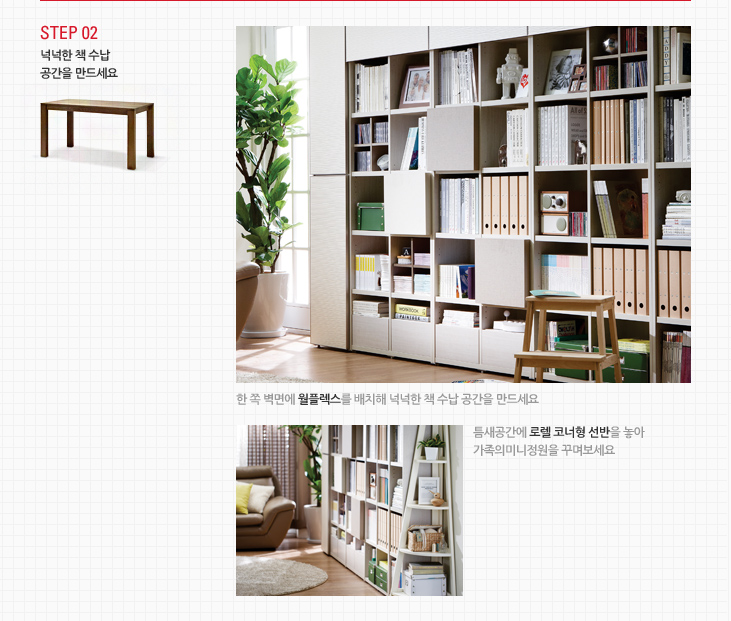 STEP 02
넉넉한 책 수납
공간을 만드세요
한 쪽 벽면에 월플렉스를 배치해 넉넉한 책 수납 공간을 만드세요
틈새공간에 로렐 코너형 선반을 놓아
가족의미니정원을 꾸며보세요